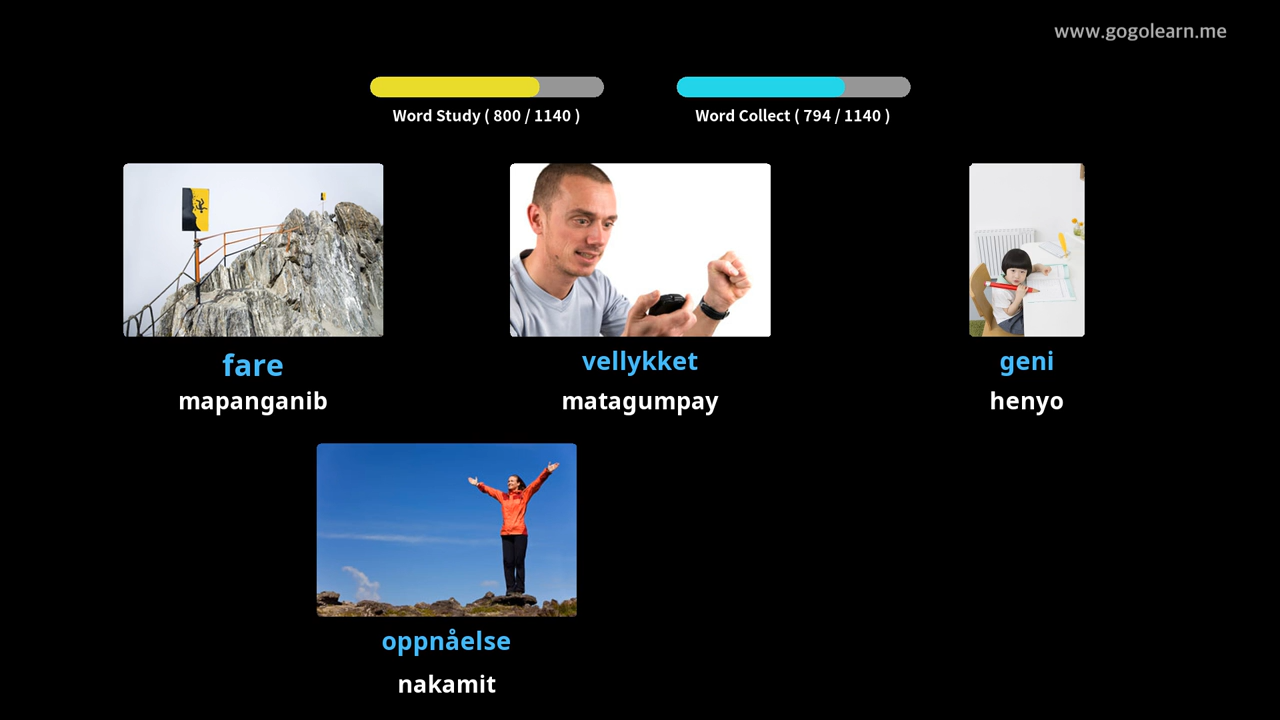 www.gogolearn.me
Word Study ( 800 / 1140 )
Word Collect ( 794 / 1140 )
fare
mapanganib
vellykket
matagumpay
geni
henyo
oppnåelse
nakamit